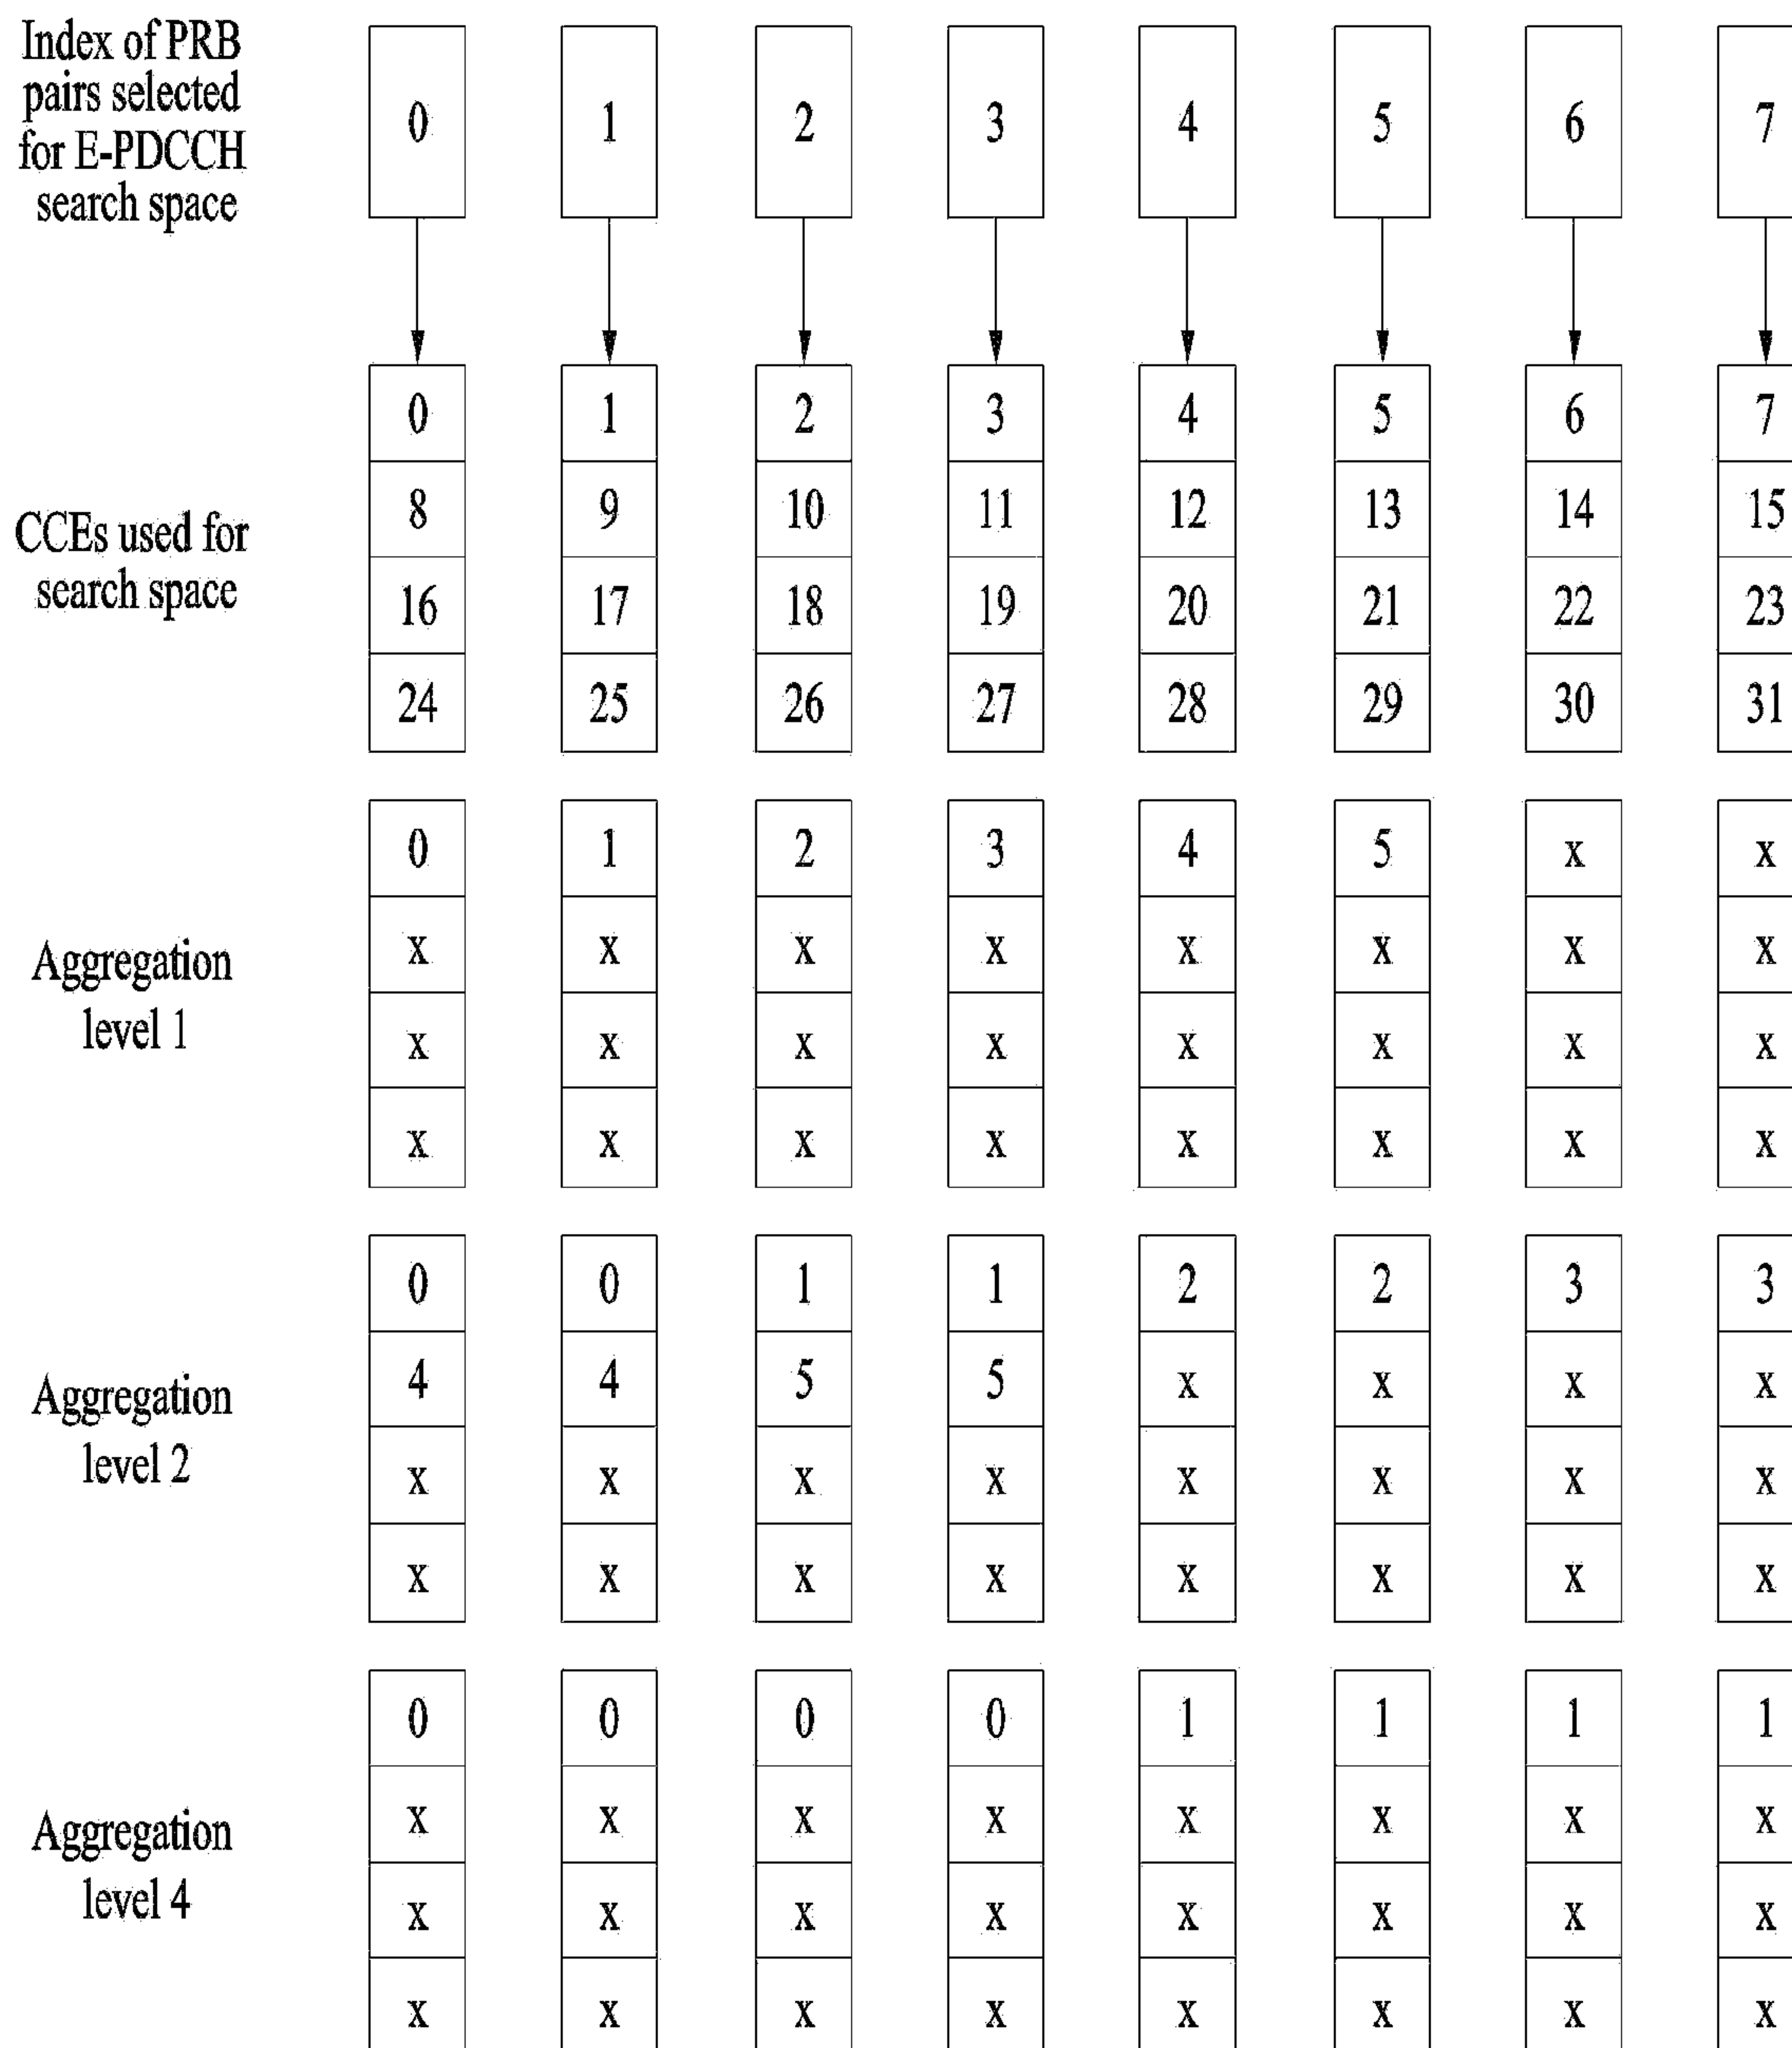 Index of PRB
pairs selected
for E-PDCCH
search space
0 1 2 3 4 5 6 7
CCEs used for
search space
0 1 2 3 4 5 6 7
8 9 10 11 12 13 14 15
16 17 18 19 20 21 22 23
24 25 26 27 28 29 30 31
Aggregation
level 1
0 1 2 3 4 5 x x
x x x x x x x x
x x x x x x x x
x x x x x x x x
Aggregation
level 2
0 0 1 1 2 2 3 3
4 4 5 5 x x x x
x x x x x x x x
x x x x x x x x
Aggregation
level 4
0 0 0 0 1 1 1 1
x x x x x x x x
x x x x x x x x
x x x x x x x x